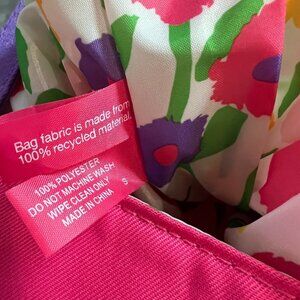 Bag fabric is made from
100% recycled material.
100% POLYESTER
DO NOT MACHINE WASH
WIPE CLEAN ONLY
MADE IN CHINA
S